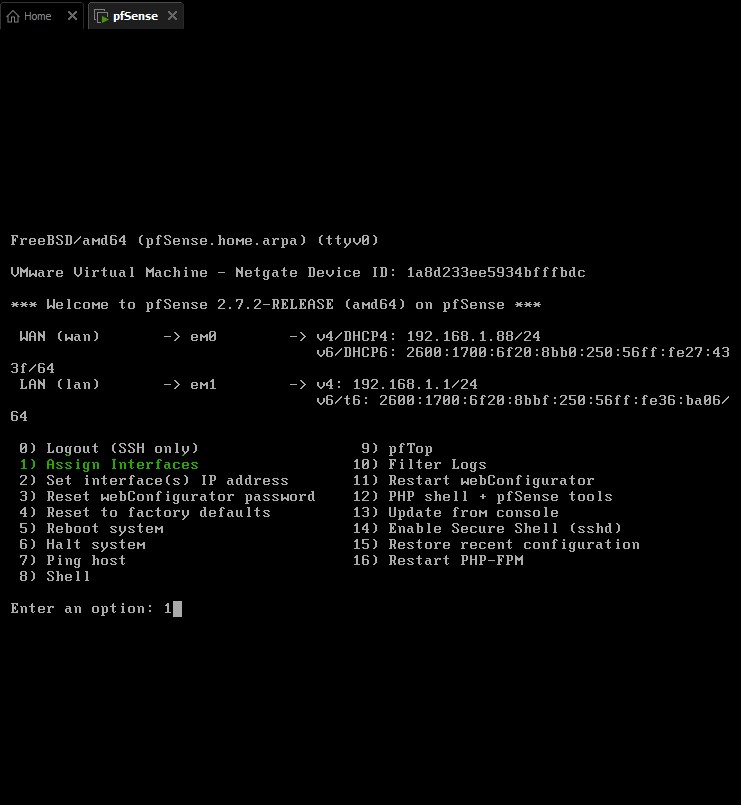 Home
pfSense
FreeBSD/amd64 (pfSense.home.arpa) (ttyv0)
VMware Virtual Machine - Netgate Device ID: 1a8d233ee5934bfffbdc
*** Welcome to pfSense 2.7.2-RELEASE (amd64) on pfSense ***
WAN (wan) -> em0 -> v4/DHCP4: 192.168.1.88/24
v6/DHCP6: 2600:1700:6f20:8bb0:250:56ff:fe27:43
3f/64
LAN (lan) -> em1 -> v4: 192.168.1.1/24
v6/t6: 2600:1700:6f20:8bbf:250:56ff:fe36:ba06/
64
0) Logout (SSH only) 9) pfTop
1) Assign Interfaces 10) Filter Logs
2) Set interface(s) IP address 11) Restart webConfigurator
3) Reset webConfigurator password 12) PHP shell + pfSense tools
4) Reset to factory defaults 13) Update from console
5) Reboot system 14) Enable Secure Shell (sshd)
6) Halt system 15) Restore recent configuration
7) Ping host 16) Restart PHP-FPM
8) Shell
Enter an option: 1